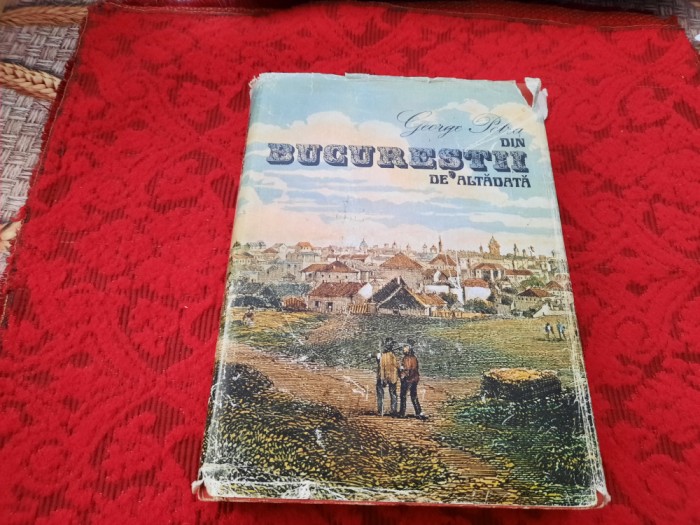 George Potra
DIN
BUCUREȘTII
DE ALTĂDATĂ